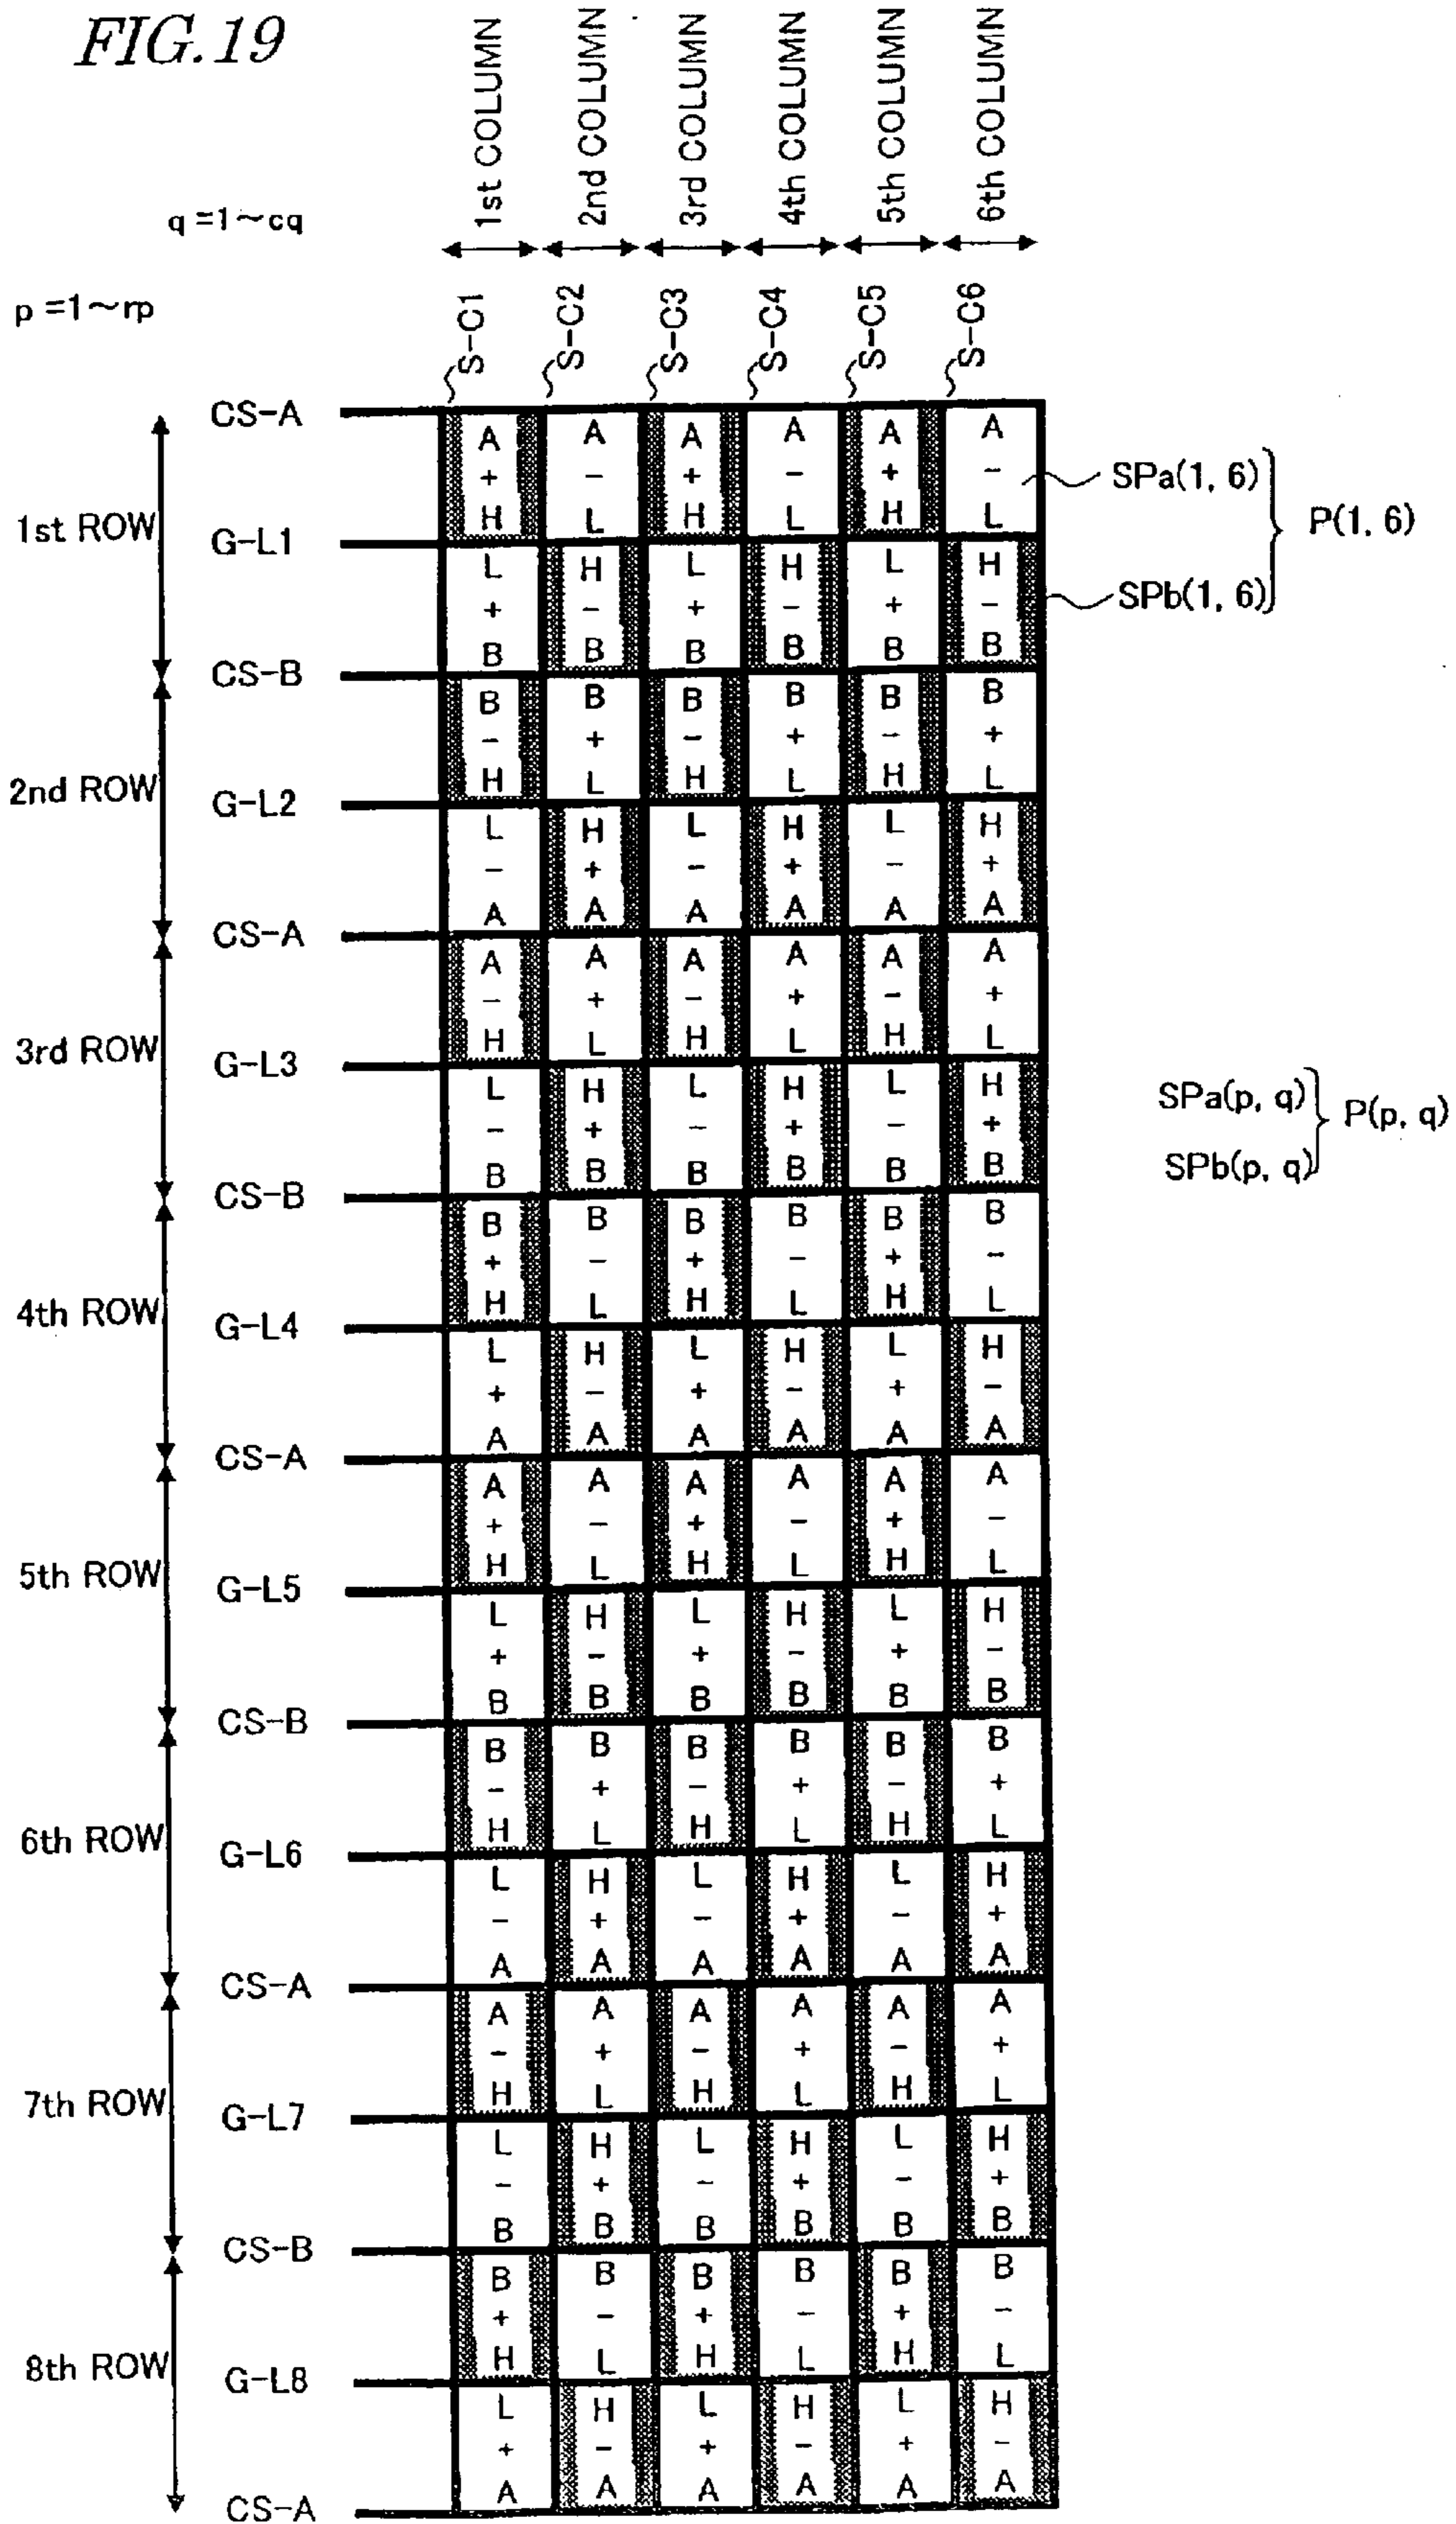 FIG.19
1st COLUMN
2nd COLUMN
3rd COLUMN
4th COLUMN
5th COLUMN
6th COLUMN
q =1~cq
p =1~rp
S-C1
S-C2
S-C3
S-C4
S-C5
S-C6
CS-A
A A A A A A
+ - + - + -
H L H L H L
SPa(1, 6)
P(1, 6)
1st ROW
G-L1
L H L H L H
+ - + - + -
B B B B B B
SPb(1, 6)
CS-B
B B B B B B
- + - + - +
H L H L H L
2nd ROW
G-L2
L H L H L H
- + - + - +
A A A A A A
CS-A
A A A A A A
- + - + - +
H L H L H L
3rd ROW
G-L3
L H L H L H
- + - + - +
B B B B B B
SPa(p, q)
P(p, q)
SPb(p, q)
CS-B
B B B B B B
+ - + - + -
H L H L H L
4th ROW
G-L4
L H L H L H
+ - + - + -
A A A A A A
CS-A
A A A A A A
+ - + - + -
H L H L H L
5th ROW
G-L5
L H L H L H
+ - + - + -
B B B B B B
CS-B
B B B B B B
- + - + - +
H L H L H L
6th ROW
G-L6
L H L H L H
- + - + - +
A A A A A A
CS-A
A A A A A A
- + - + - +
H L H L H L
7th ROW
G-L7
L H L H L H
- + - + - +
B B B B B B
CS-B
B B B B B B
+ - + - + -
H L H L H L
8th ROW
G-L8
L H L H L H
+ - + - + -
A A A A A A
CS-A